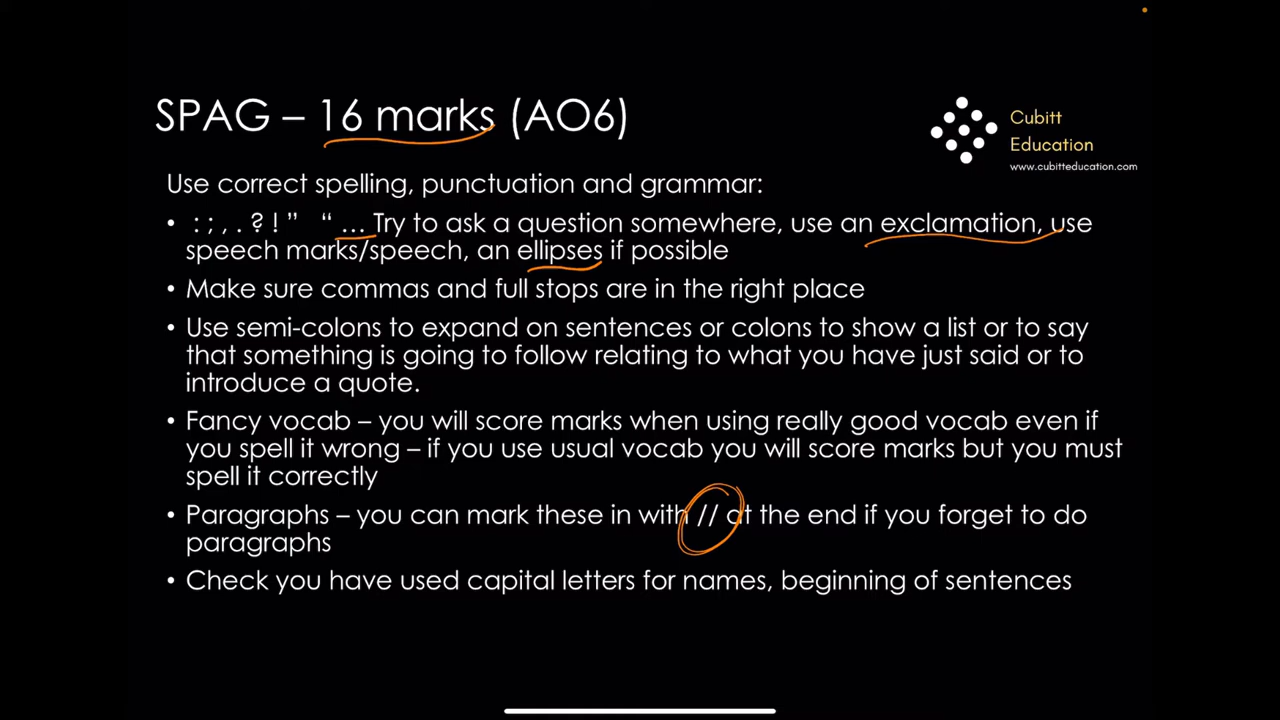 SPAG – 16 marks (AO6)
Cubitt
Education
www.cubitteducation.com
Use correct spelling, punctuation and grammar:
• : ; , . ? ! ” “ … Try to ask a question somewhere, use an exclamation, use
speech marks/speech, an ellipses if possible
• Make sure commas and full stops are in the right place
• Use semi-colons to expand on sentences or colons to show a list or to say
that something is going to follow relating to what you have just said or to
introduce a quote.
• Fancy vocab – you will score marks when using really good vocab even if
you spell it wrong – if you use usual vocab you will score marks but you must
spell it correctly
• Paragraphs – you can mark these in with // at the end if you forget to do
paragraphs
• Check you have used capital letters for names, beginning of sentences